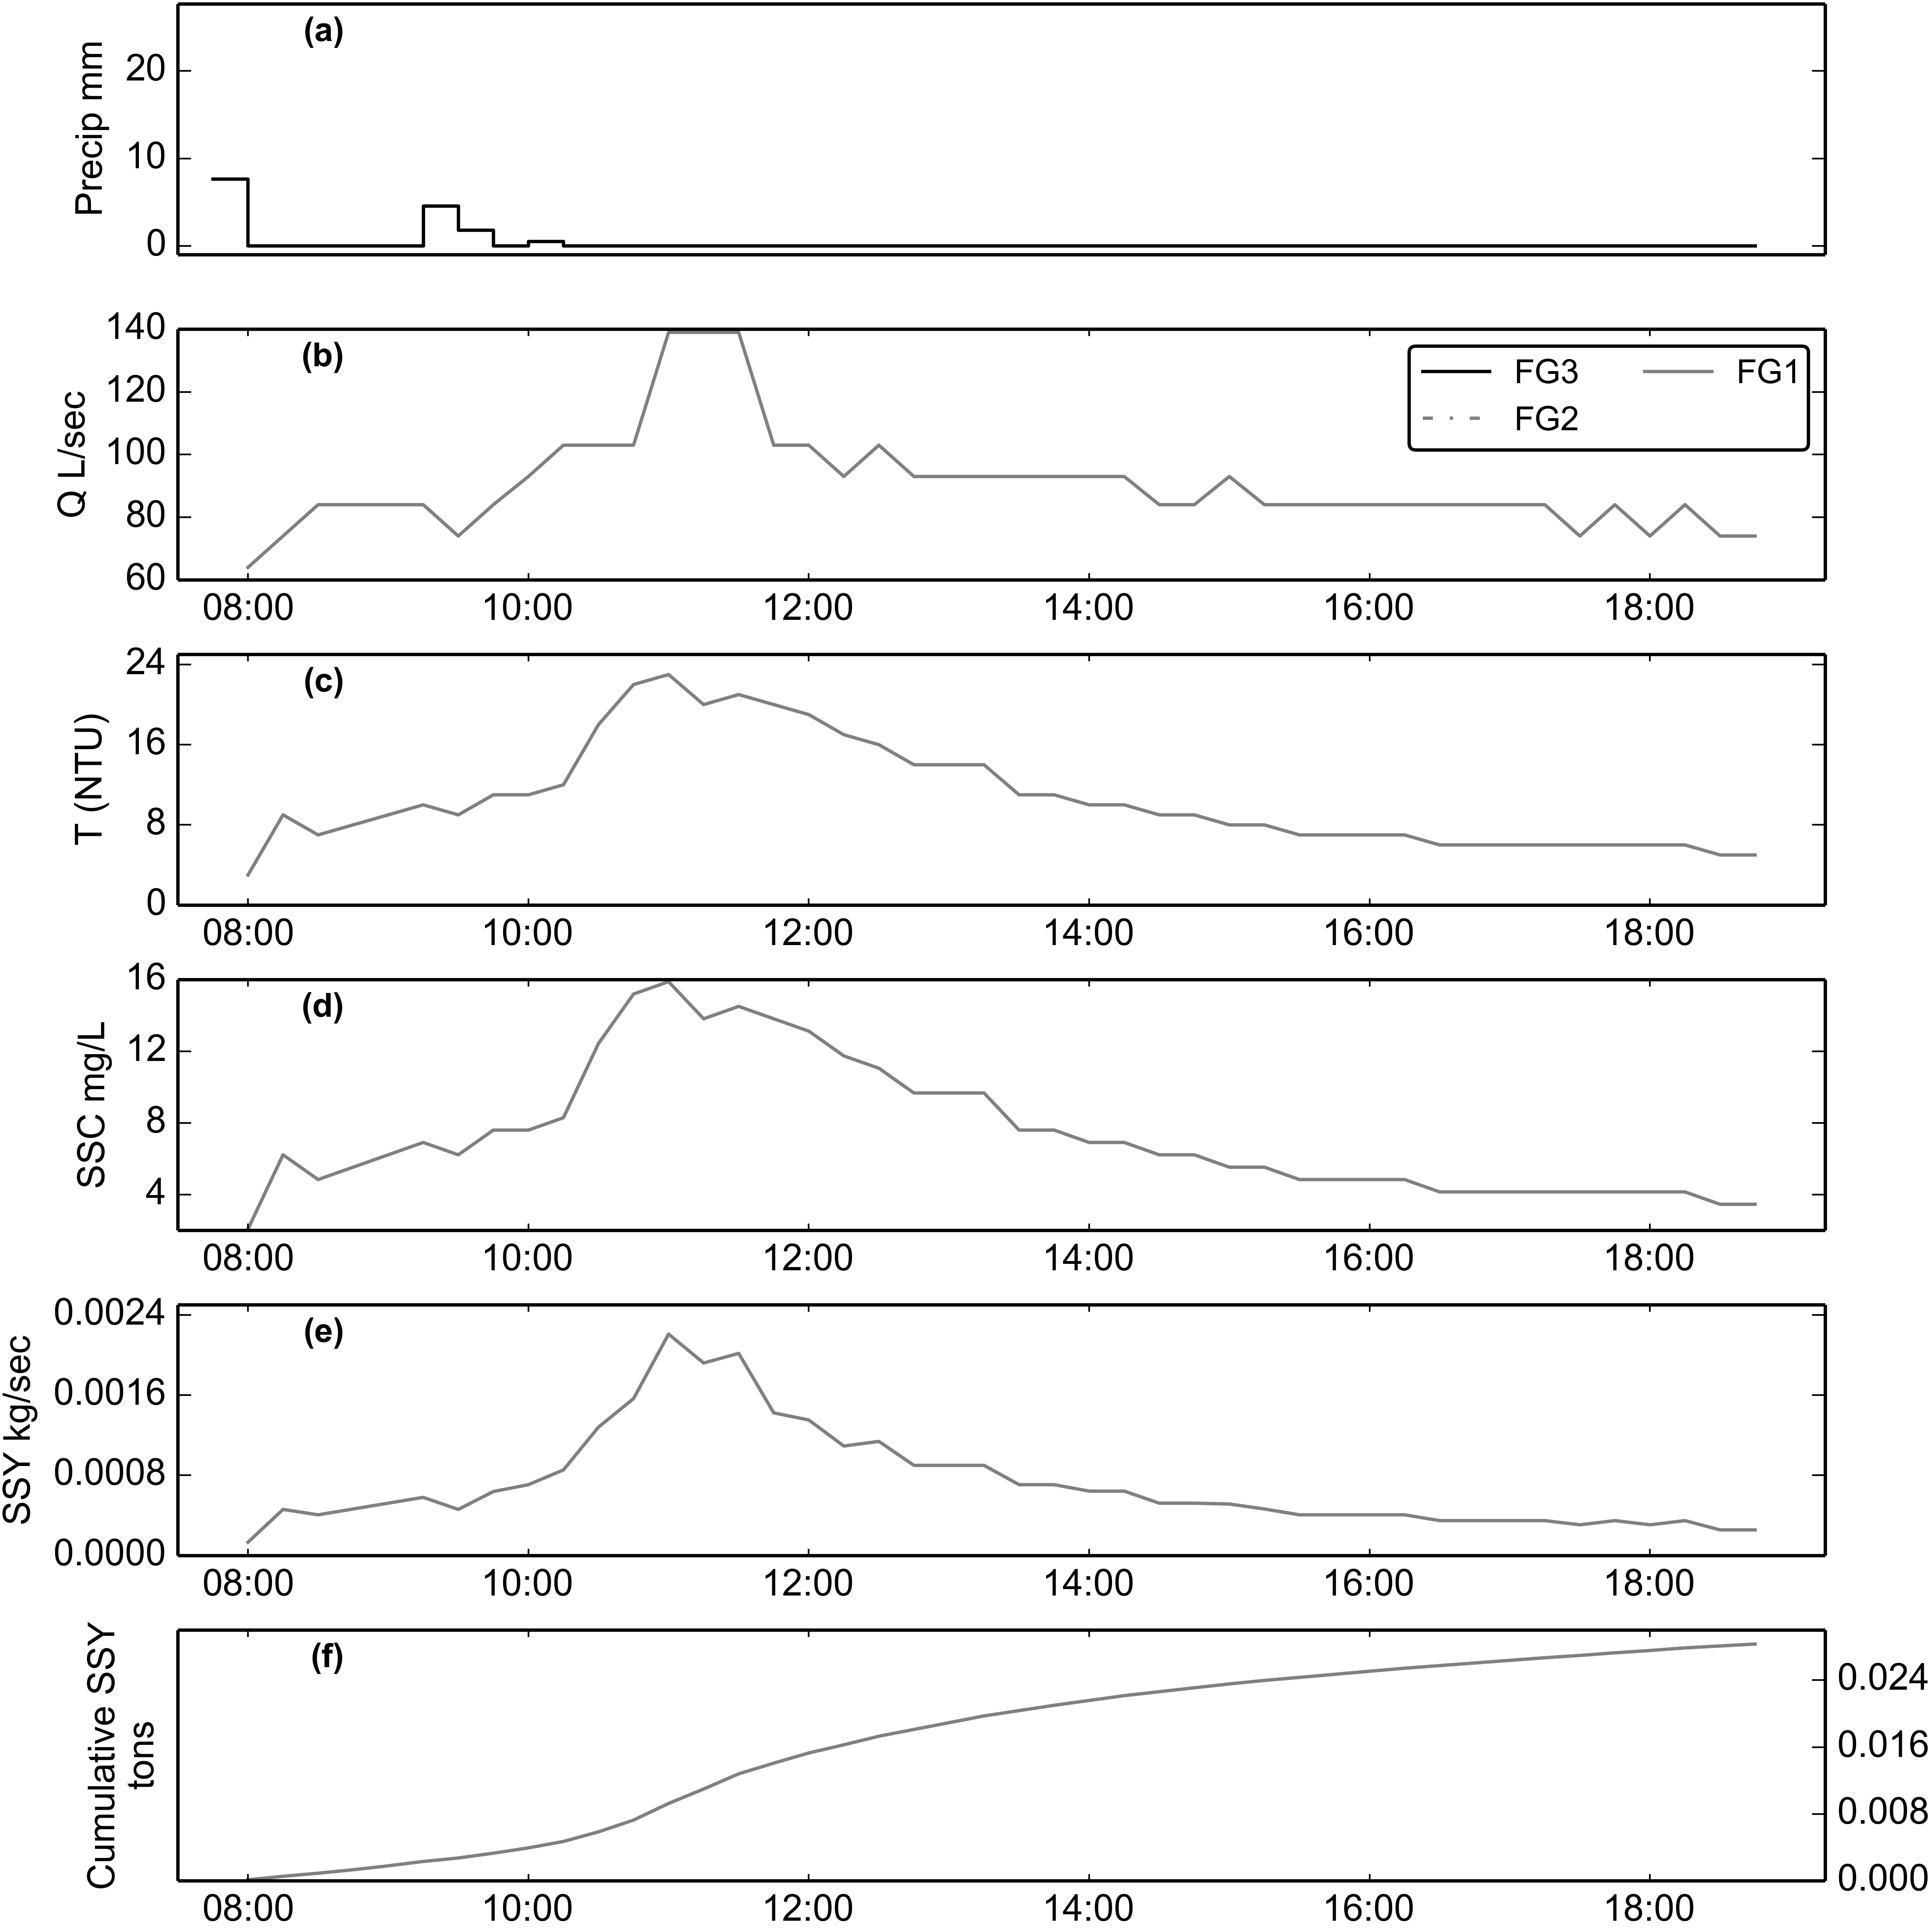 (a)
Precip mm
20
10
0
(b)
Q L/sec
140
120
100
80
60
FG3 FG1
FG2
08:00 10:00 12:00 14:00 16:00 18:00
(c)
T (NTU)
24
16
8
0
08:00 10:00 12:00 14:00 16:00 18:00
(d)
SSC mg/L
16
12
8
4
08:00 10:00 12:00 14:00 16:00 18:00
(e)
SSY kg/sec
0.0024
0.0016
0.0008
0.0000
08:00 10:00 12:00 14:00 16:00 18:00
(f)
Cumulative SSY
tons
0.024
0.016
0.008
0.000
08:00 10:00 12:00 14:00 16:00 18:00